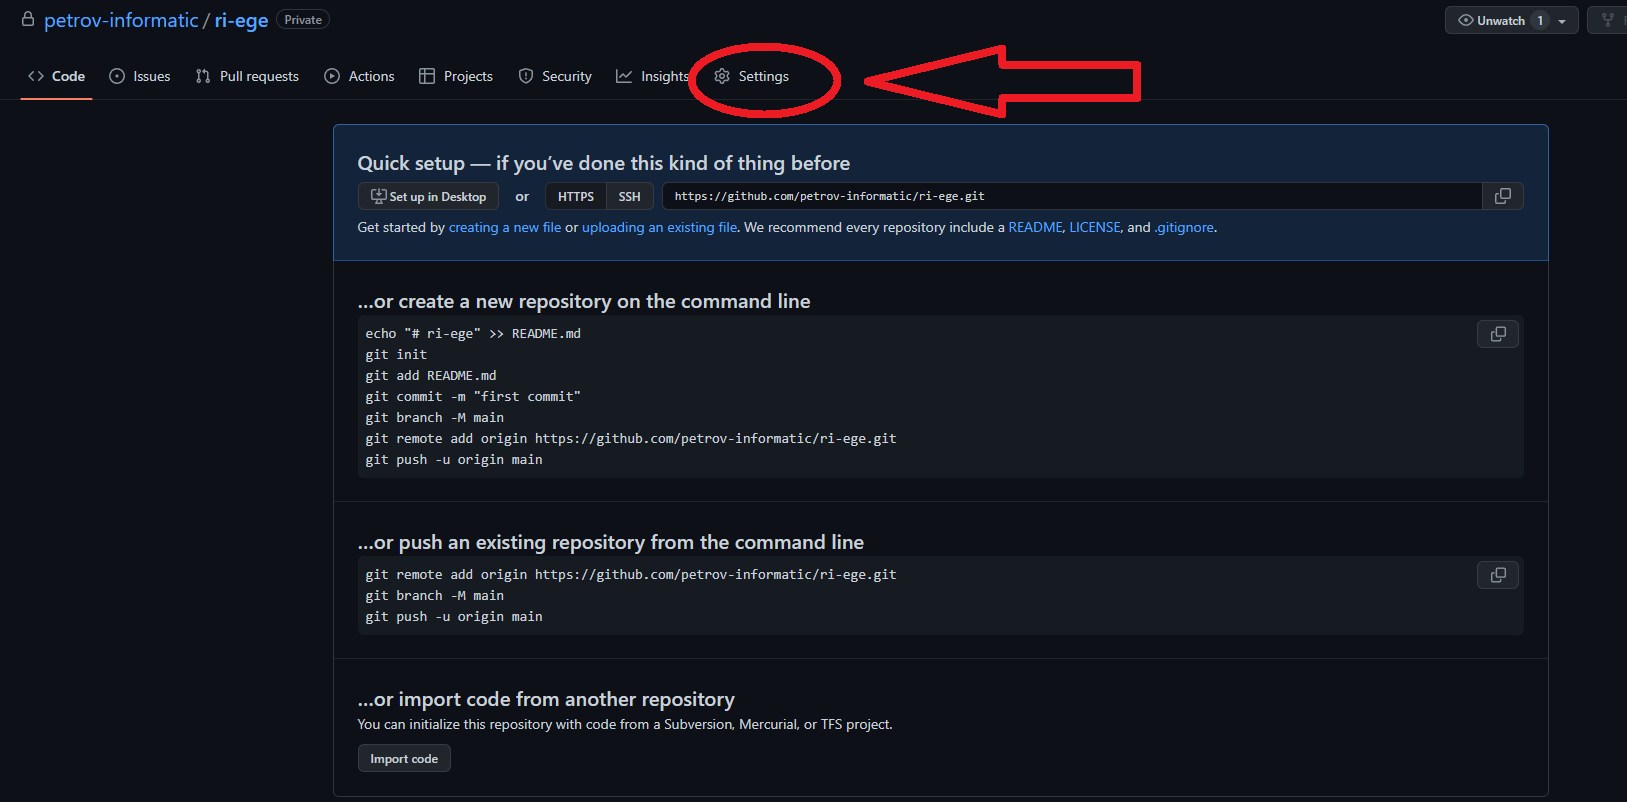 petrov-informatic / ri-ege Private
Unwatch 1
Code Issues Pull requests Actions Projects Security Insights Settings
Quick setup — if you've done this kind of thing before
Set up in Desktop or HTTPS SSH https://github.com/petrov-informatic/ri-ege.git
Get started by creating a new file or uploading an existing file. We recommend every repository include a README, LICENSE, and .gitignore.
...or create a new repository on the command line
echo "# ri-ege" >> README.md
git init
git add README.md
git commit -m "first commit"
git branch -M main
git remote add origin https://github.com/petrov-informatic/ri-ege.git
git push -u origin main
...or push an existing repository from the command line
git remote add origin https://github.com/petrov-informatic/ri-ege.git
git branch -M main
git push -u origin main
...or import code from another repository
You can initialize this repository with code from a Subversion, Mercurial, or TFS project.
Import code